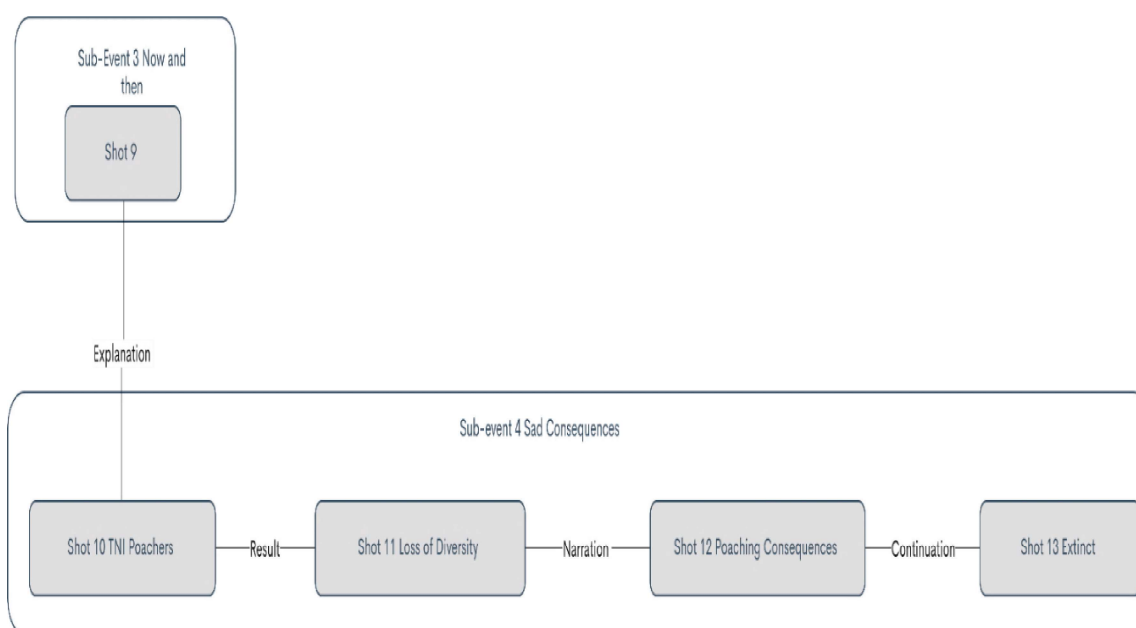 Sub-Event 3 Now and
then
Shot 9
Explanation
Sub-event 4 Sad Consequences
Shot 10 TNI Poachers
Result
Shot 11 Loss of Diversity
Narration
Shot 12 Poaching Consequences
Continuation
Shot 13 Extinct